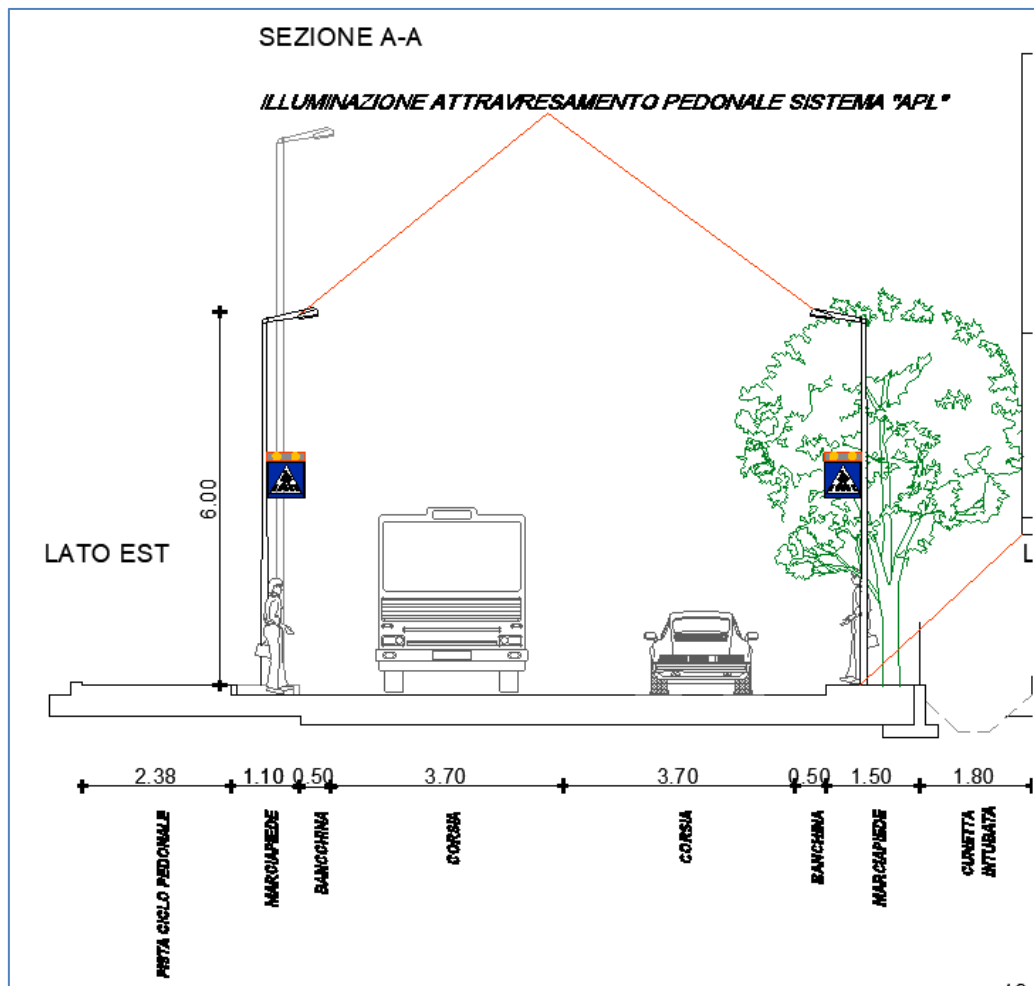 SEZIONE A-A
ILLUMINAZIONE ATTRAVRESAMENTO PEDONALE SISTEMA "APL"
6.00
LATO EST
L
2.38 1.10 0.50 3.70 3.70 0.50 1.50 1.80
PISTA CICLO PEDONALE
MARCIAPIEDE
BANCCHINA
CORSIA
CORSIA
BANCHINA
MARCIAPIEDE
CUNETTA
INTUBATA